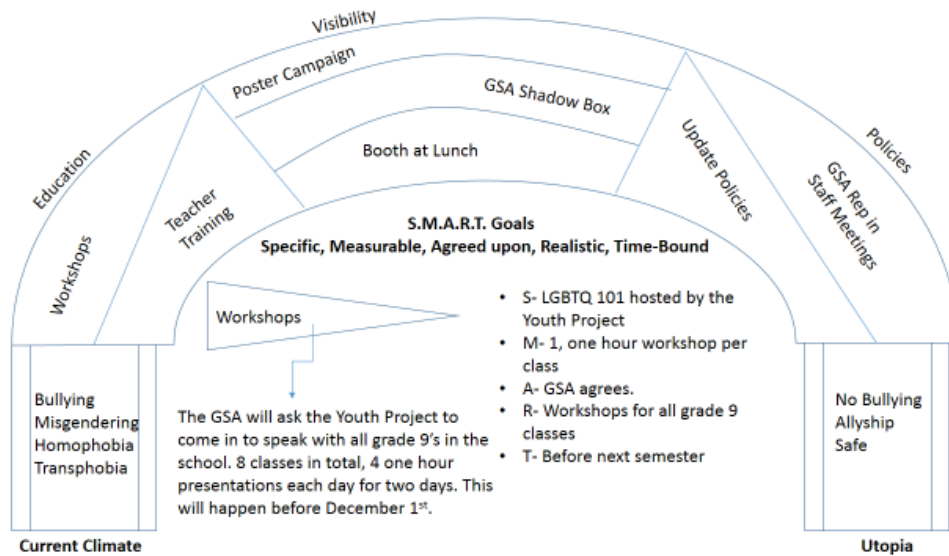 Visibility
Poster Campaign
GSA Shadow Box
Booth at Lunch
Education
Workshops
Teacher
Training
Update Policies
GSA Rep in
Staff Meetings
Policies
S.M.A.R.T. Goals
Specific, Measurable, Agreed upon, Realistic, Time-Bound
Workshops
The GSA will ask the Youth Project to
come in to speak with all grade 9's in the
school. 8 classes in total, 4 one hour
presentations each day for two days. This
will happen before December 1st.
• S- LGBTQ 101 hosted by the
Youth Project
• M- 1, one hour workshop per
class
• A- GSA agrees.
• R- Workshops for all grade 9
classes
• T- Before next semester
Bullying
Misgendering
Homophobia
Transphobia
Current Climate
No Bullying
Allyship
Safe
Utopia